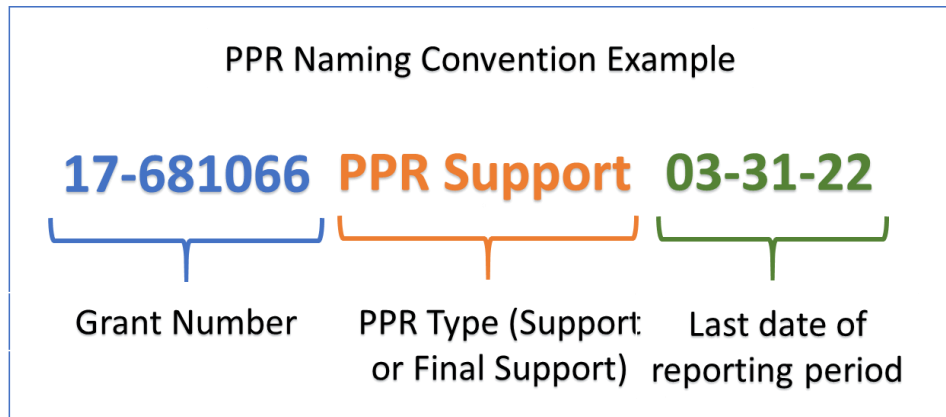 PPR Naming Convention Example
17-681066 PPR Support 03-31-22
Grant Number
PPR Type (Support
or Final Support)
Last date of
reporting period